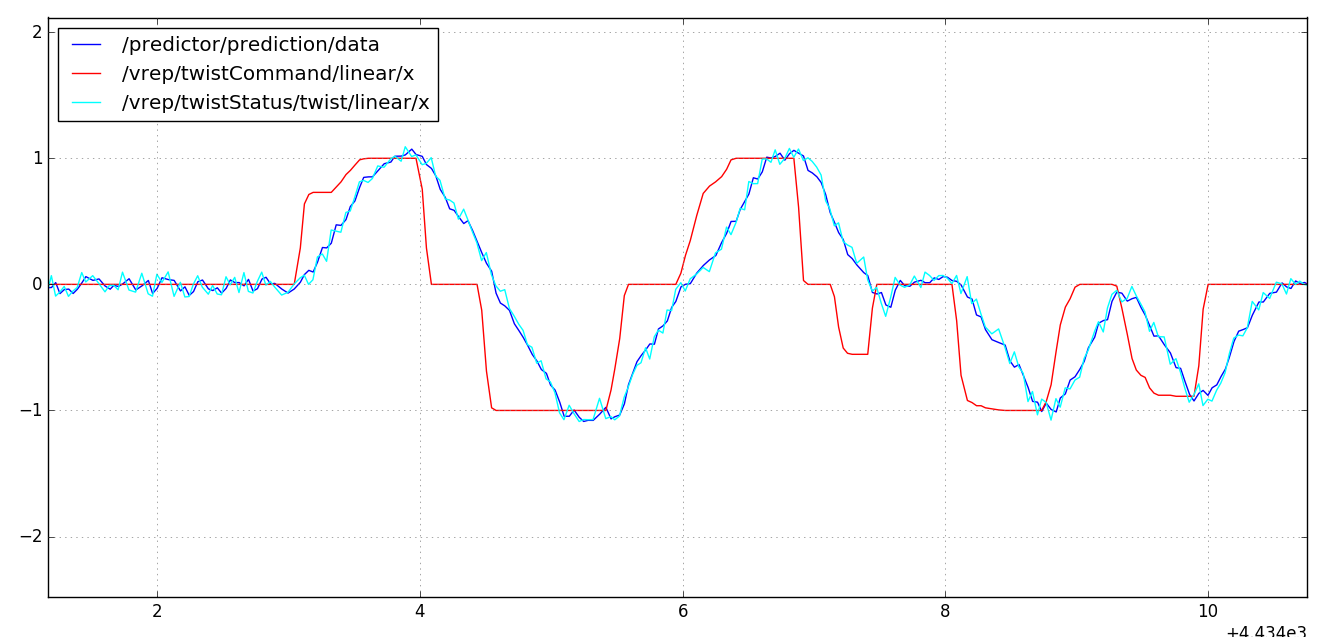 2
/predictor/prediction/data
/vrep/twistCommand/linear/x
/vrep/twistStatus/twist/linear/x
1
0
−1
−2
2 4 6 8 10
+4.434e3